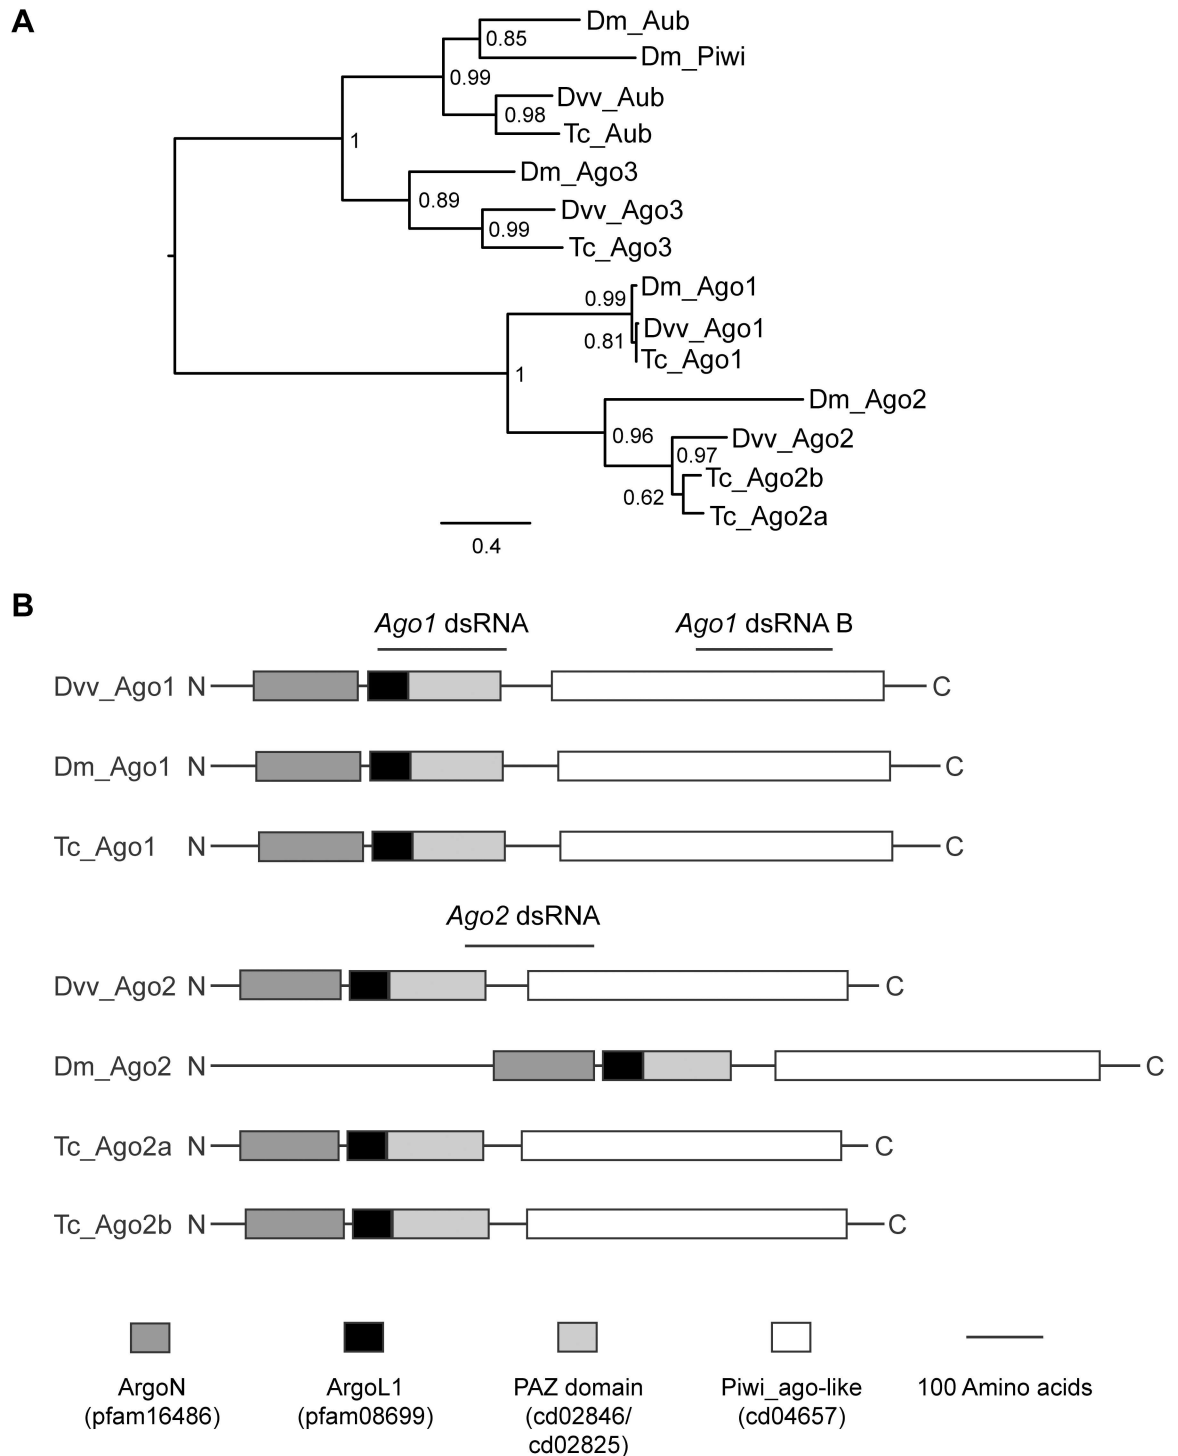 A
Dm_Aub
0.85
Dm_Piwi
0.99
Dvv_Aub
0.98
Tc_Aub
1
Dm_Ago3
0.89
Dvv_Ago3
0.99
Tc_Ago3
Dm_Ago1
0.99
Dvv_Ago1
0.81
Tc_Ago1
1
Dm_Ago2
0.96
Dvv_Ago2
0.97
Tc_Ago2b
0.62
Tc_Ago2a
0.4
B
Ago1 dsRNA Ago1 dsRNA B
Dvv_Ago1 N C
Dm_Ago1 N C
Tc_Ago1 N C
Ago2 dsRNA
Dvv_Ago2 N C
Dm_Ago2 N C
Tc_Ago2a N C
Tc_Ago2b N C
ArgoN ArgoL1 PAZ domain Piwi_ago-like 100 Amino acids
(pfam16486) (pfam08699) (cd02846/ (cd04657)
cd02825)